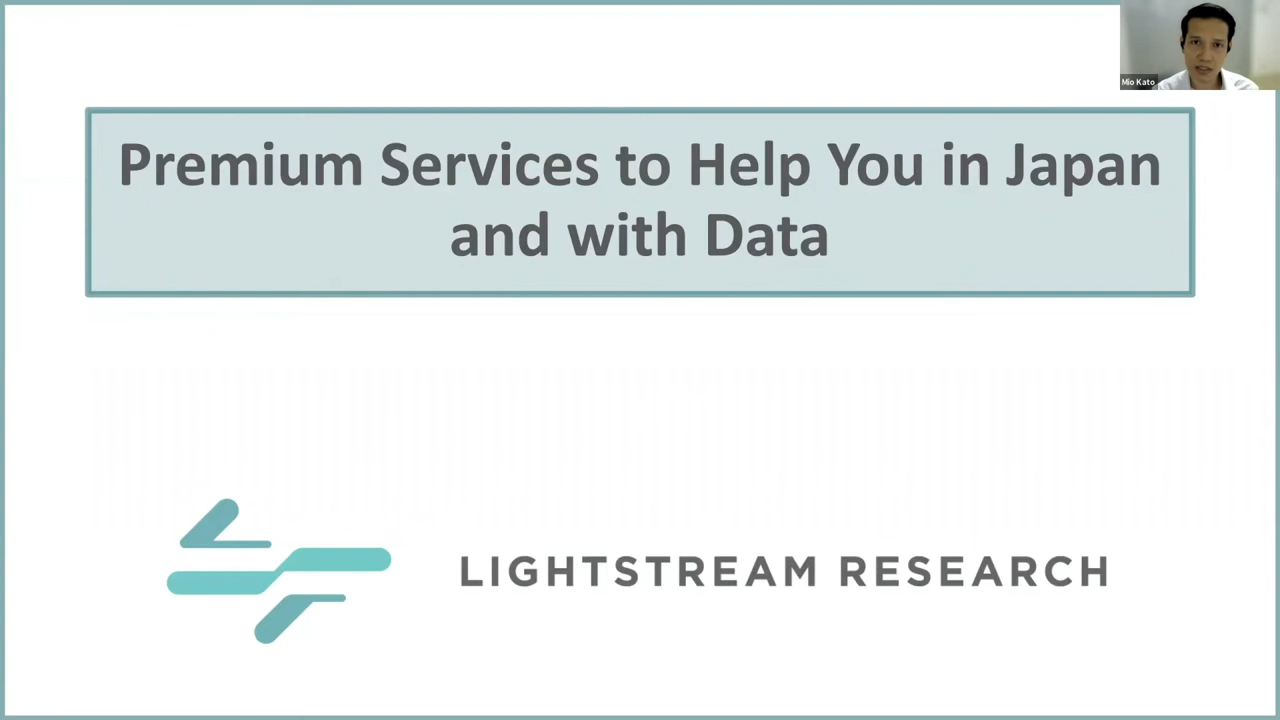 Mio Kato
Premium Services to Help You in Japan
and with Data
LIGHTSTREAM RESEARCH